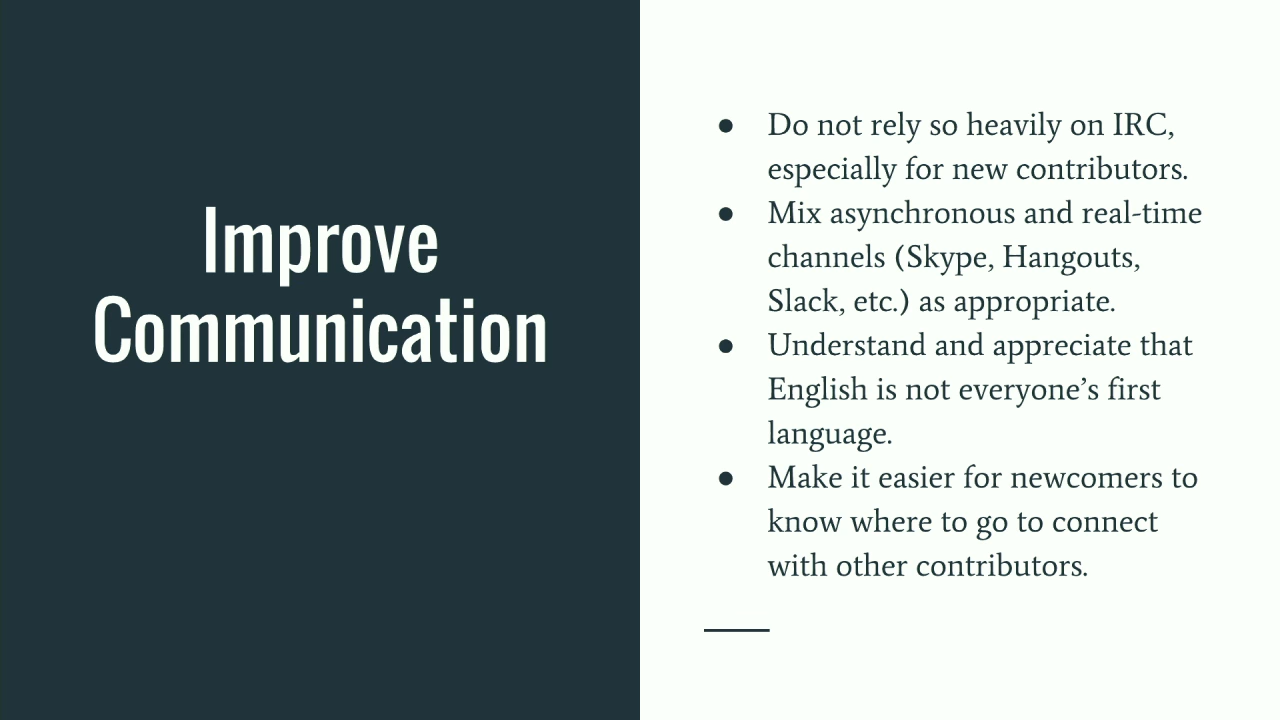 Improve
Communication
● Do not rely so heavily on IRC,
especially for new contributors.
● Mix asynchronous and real-time
channels (Skype, Hangouts,
Slack, etc.) as appropriate.
● Understand and appreciate that
English is not everyone’s first
language.
● Make it easier for newcomers to
know where to go to connect
with other contributors.